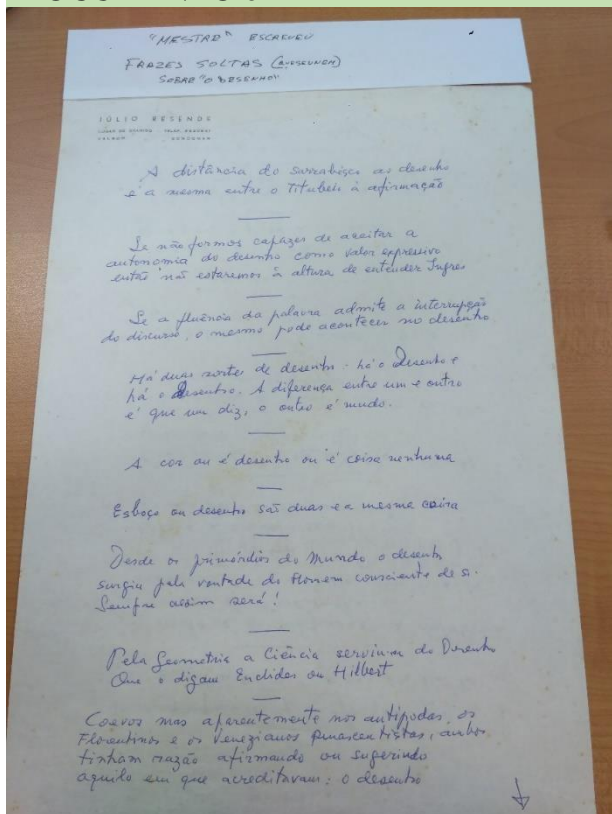 "MESTRE" ESCREVEU
FRAZES SOLTAS
SOBRE "O DESENHO"
JÚLIO RESENDE
VALBOM GONDOMAR
A distância do sarrabisco ao desenho
é a mesma entre o Titubeio à afirmação
Se não formos capazes de aceitar a
autonomia do desenho como valor expressivo
então não estaremos à altura de entender Ingres
Se a fluência da palavra admite a interrupção
do discurso, o mesmo pode acontecer no desenho
Há duas sortes de desenho. há o Desenho e
há o desenho. A diferença entre um e outro
é que um diz, o outro é mudo.
A cor ou é desenho ou é coisa nenhuma
Esboço ou desenho são duas e a mesma coisa
Desde os primórdios do Mundo o desenho
surgiu pela vontade do Homem consciente de si.
Sempre assim será!
Pela Geometria a Ciência serviu-se do Desenho
Que o digam Euclides ou Hilbert
Coevos mas aparentemente nos antípodas, os
Florentinos e os Venezianos Renascentistas, ambos
tinham razão afirmando ou sugerindo
aquilo em que acreditavam: o desenho